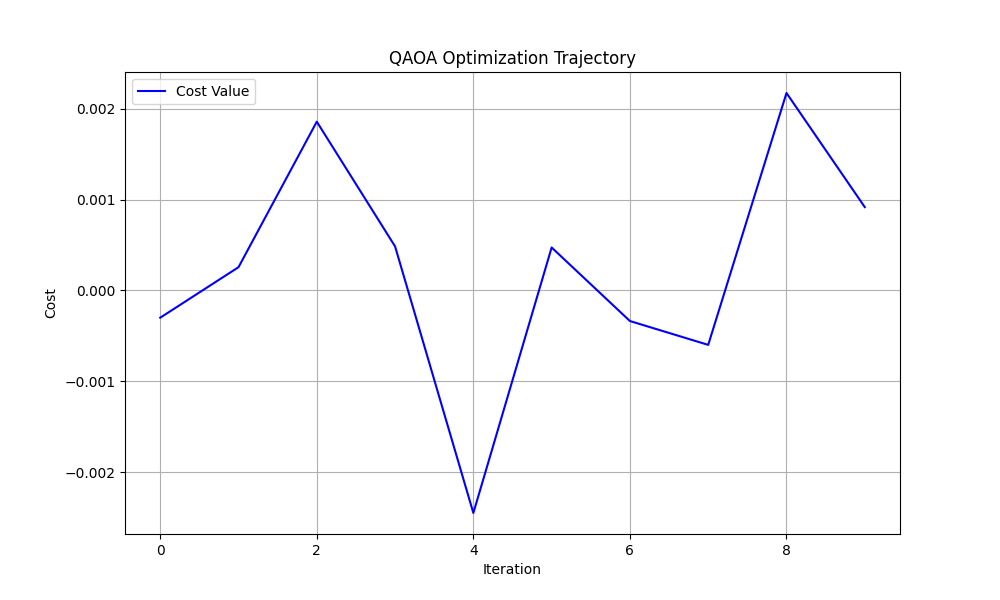 QAOA Optimization Trajectory
Cost Value
0.002
0.001
0.000
−0.001
−0.002
Cost
0 2 4 6 8
Iteration